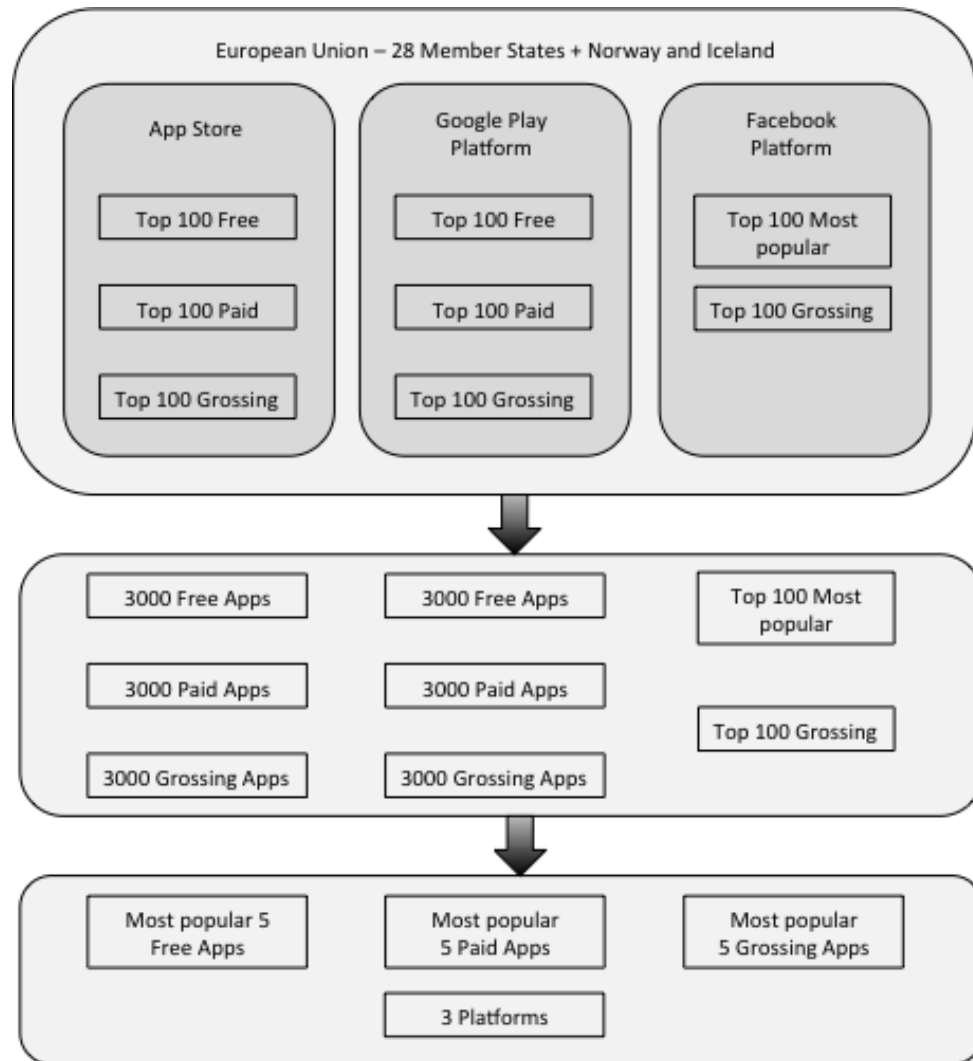 European Union – 28 Member States + Norway and Iceland
App Store
Top 100 Free
Top 100 Paid
Top 100 Grossing
Google Play
Platform
Top 100 Free
Top 100 Paid
Top 100 Grossing
Facebook
Platform
Top 100 Most
popular
Top 100 Grossing
3000 Free Apps
3000 Paid Apps
3000 Grossing Apps
3000 Free Apps
3000 Paid Apps
3000 Grossing Apps
Top 100 Most
popular
Top 100 Grossing
Most popular 5
Free Apps
Most popular
5 Paid Apps
Most popular
5 Grossing Apps
3 Platforms